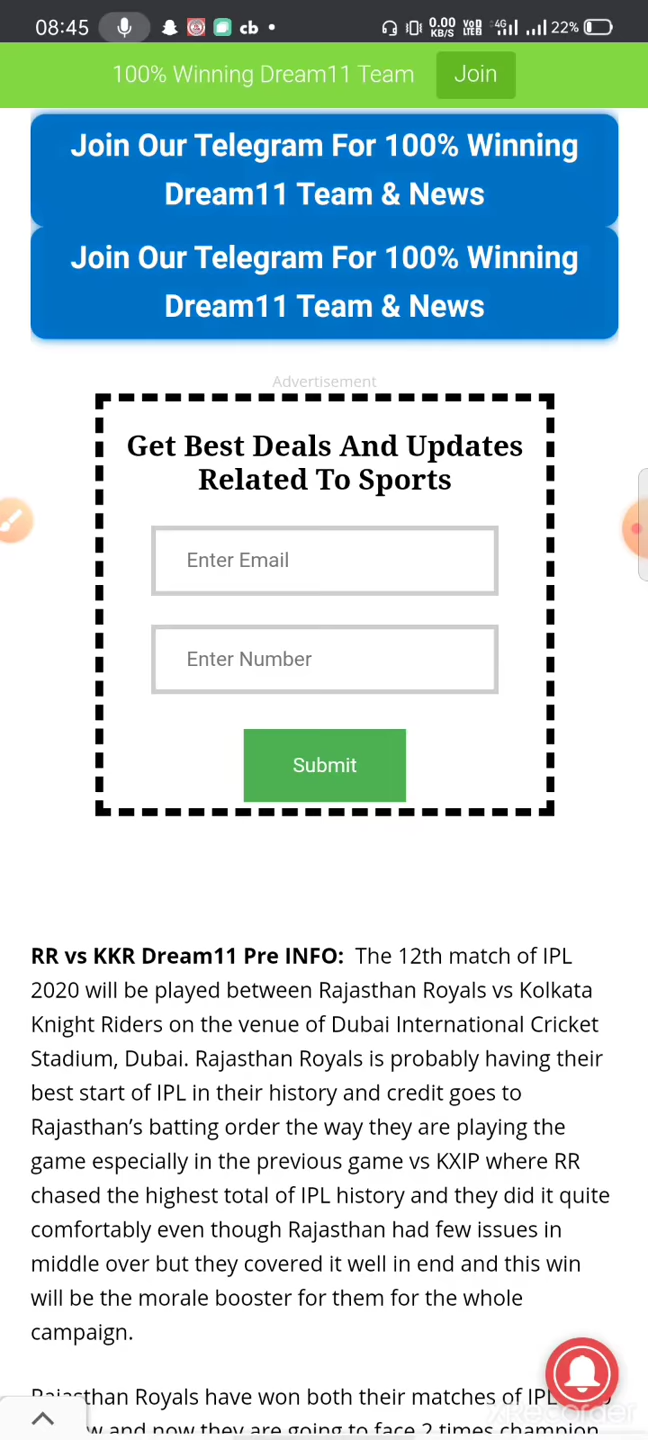 08:45 cb 0.00 KB/S VoD LTE 4G 22%
100% Winning Dream11 Team Join
Join Our Telegram For 100% Winning
Dream11 Team & News
Join Our Telegram For 100% Winning
Dream11 Team & News
Advertisement
Get Best Deals And Updates
Related To Sports
Enter Email
Enter Number
Submit
RR vs KKR Dream11 Pre INFO: The 12th match of IPL
2020 will be played between Rajasthan Royals vs Kolkata
Knight Riders on the venue of Dubai International Cricket
Stadium, Dubai. Rajasthan Royals is probably having their
best start of IPL in their history and credit goes to
Rajasthan’s batting order the way they are playing the
game especially in the previous game vs KXIP where RR
chased the highest total of IPL history and they did it quite
comfortably even though Rajasthan had few issues in
middle over but they covered it well in end and this win
will be the morale booster for them for the whole
campaign.
Rajasthan Royals have won both their matches of IPL
and now they are going to face 2 times champion
XRecorder